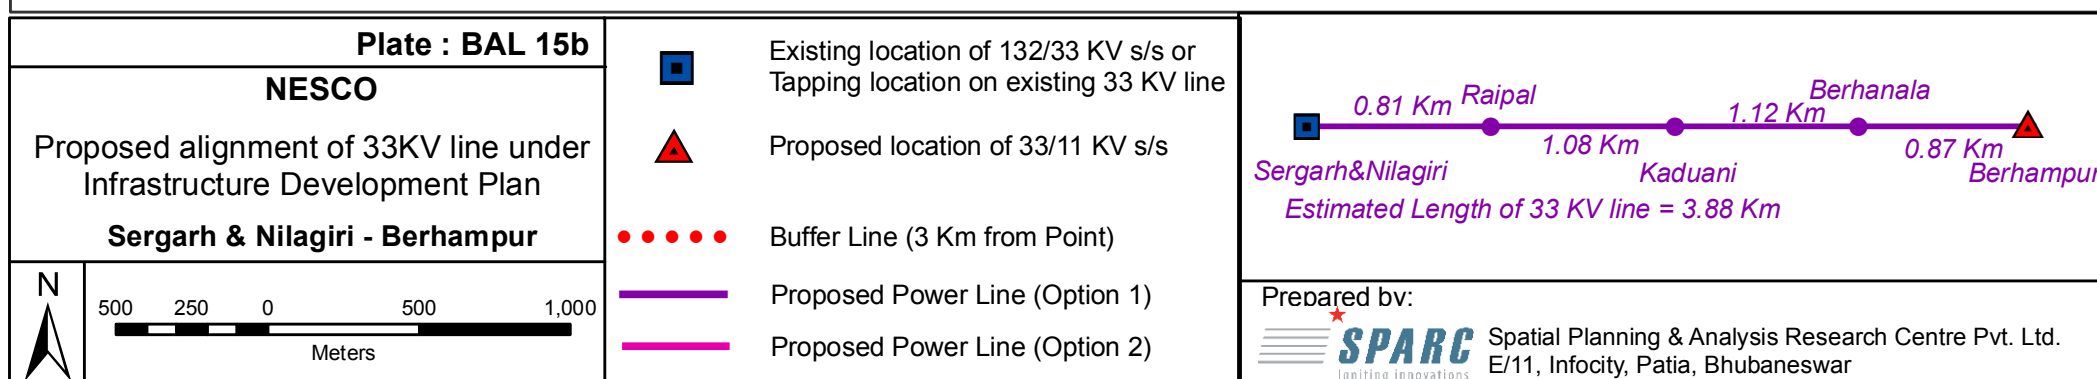 Plate : BAL 15b
NESCO
Proposed alignment of 33KV line under
Infrastructure Development Plan
Sergarh & Nilagiri - Berhampur
N
500 250 0 500 1,000
Meters
Existing location of 132/33 KV s/s or
Tapping location on existing 33 KV line
Proposed location of 33/11 KV s/s
Buffer Line (3 Km from Point)
Proposed Power Line (Option 1)
Proposed Power Line (Option 2)
0.81 Km Raipal 1.12 Km Berhanala
Sergarh&Nilagiri 1.08 Km Kaduani 0.87 Km Berhampur
Estimated Length of 33 KV line = 3.88 Km
Prepared by:
SPARC
Igniting innovations
Spatial Planning & Analysis Research Centre Pvt. Ltd.
E/11, Infocity, Patia, Bhubaneswar